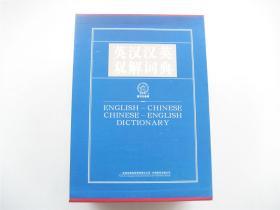 英汉汉英
双解词典
ENGLISH-CHINESE
CHINESE-ENGLISH
DICTIONARY